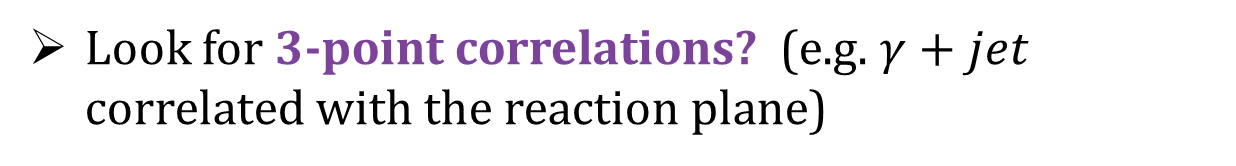 ➢ Look for 3-point correlations? (e.g. γ + jet
correlated with the reaction plane)